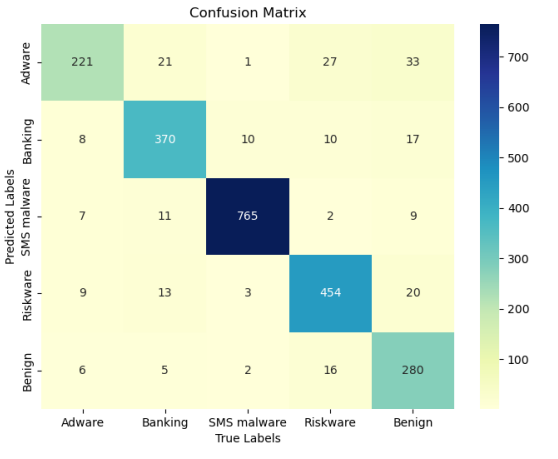 Confusion Matrix
Predicted Labels
Adware 221 21 1 27 33
Banking 8 370 10 10 17
SMS malware 7 11 765 2 9
Riskware 9 13 3 454 20
Benign 6 5 2 16 280
Adware Banking SMS malware Riskware Benign
True Labels
700
600
500
400
300
200
100